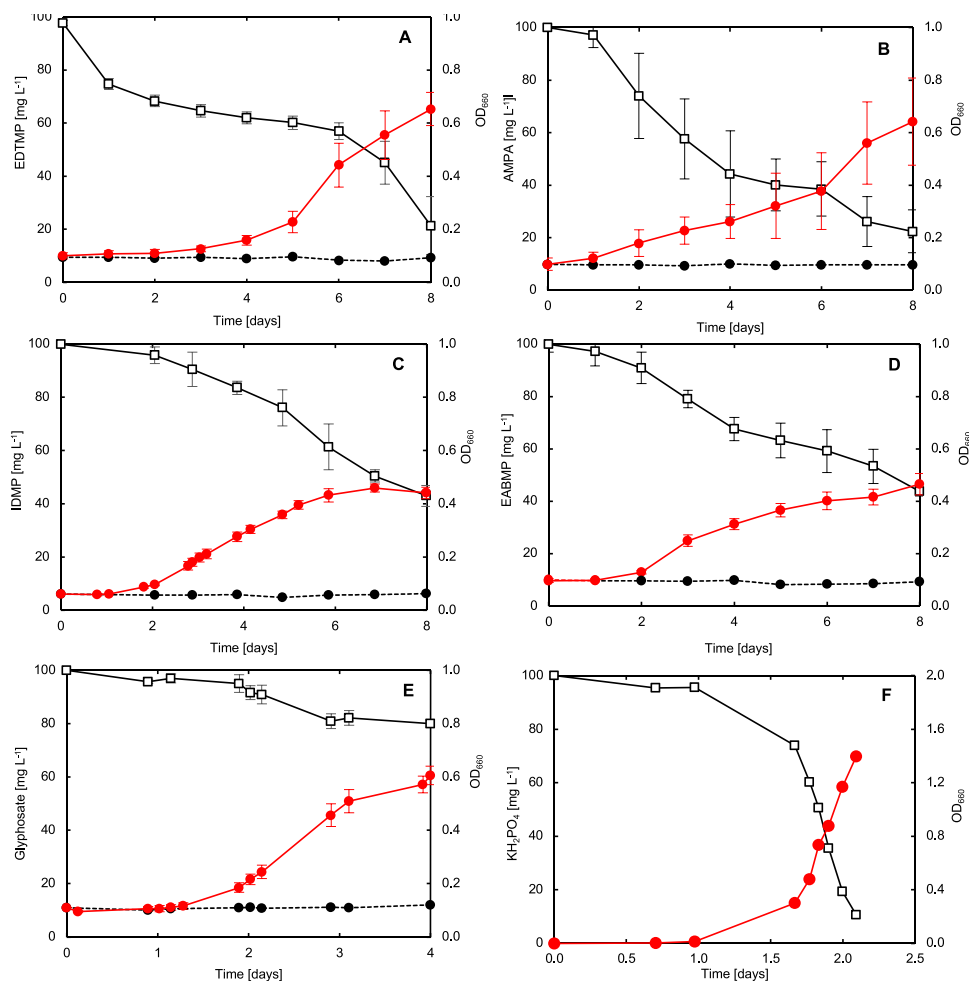 A
EDTMP [mg L-1]
100
80
60
40
20
0
1.0
0.8
0.6
0.4
0.2
0.0
OD660
0 2 4 6 8
Time [days]
B
AMPA [mg L-1]l
100
80
60
40
20
0
1.0
0.8
0.6
0.4
0.2
0.0
OD660
0 2 4 6 8
Time [days]
C
IDMP [mg L-1]
100
80
60
40
20
0
1.0
0.8
0.6
0.4
0.2
0.0
OD660
0 2 4 6 8
Time [days]
D
EABMP [mg L-1]
100
80
60
40
20
0
1.0
0.8
0.6
0.4
0.2
0.0
OD660
0 2 4 6 8
Time [days]
E
Glyphosate [mg L-1]
100
80
60
40
20
0
1.0
0.8
0.6
0.4
0.2
0.0
OD660
0 1 2 3 4
Time [days]
F
KH2PO4 [mg L-1]
100
80
60
40
20
0
2.0
1.6
1.2
0.8
0.4
0.0
OD660
0.0 0.5 1.0 1.5 2.0 2.5
Time [days]